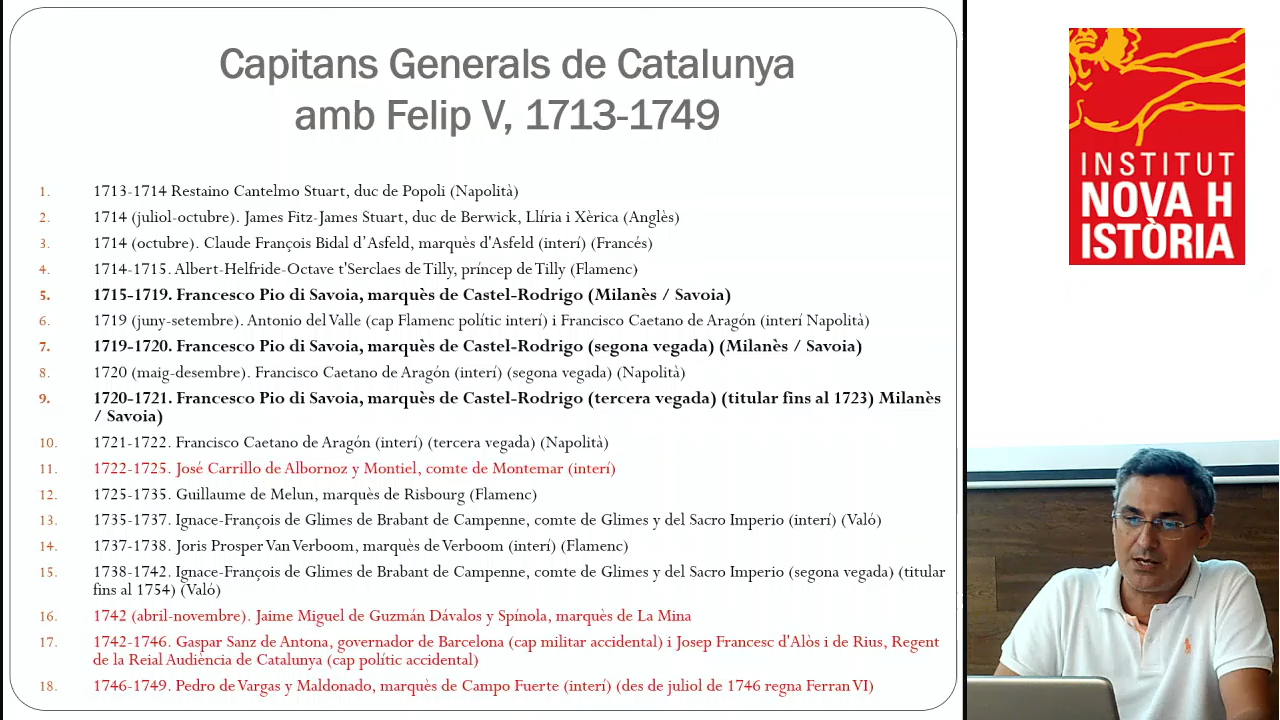 Capitans Generals de Catalunya
amb Felip V, 1713-1749
1. 1713-1714 Restaino Cantelmo Stuart, duc de Popoli (Napolità)
2. 1714 (juliol-octubre). James Fitz-James Stuart, duc de Berwick, Llíria i Xèrica (Anglès)
3. 1714 (octubre). Claude François Bidal d’Asfeld, marquès d'Asfeld (interí) (Francés)
4. 1714-1715. Albert-Helfride-Octave t'Serclaes de Tilly, príncep de Tilly (Flamenc)
5. 1715-1719. Francesco Pio di Savoia, marquès de Castel-Rodrigo (Milanès / Savoia)
6. 1719 (juny-setembre). Antonio del Valle (cap Flamenc polític interí) i Francisco Caetano de Aragón (interí Napolità)
7. 1719-1720. Francesco Pio di Savoia, marquès de Castel-Rodrigo (segona vegada) (Milanès / Savoia)
8. 1720 (maig-desembre). Francisco Caetano de Aragón (interí) (segona vegada) (Napolità)
9. 1720-1721. Francesco Pio di Savoia, marquès de Castel-Rodrigo (tercera vegada) (titular fins al 1723) Milanès
/ Savoia)
10. 1721-1722. Francisco Caetano de Aragón (interí) (tercera vegada) (Napolità)
11. 1722-1725. José Carrillo de Albornoz y Montiel, comte de Montemar (interí)
12. 1725-1735. Guillaume de Melun, marquès de Risbourg (Flamenc)
13. 1735-1737. Ignace-François de Glimes de Brabant de Campenne, comte de Glimes y del Sacro Imperio (interí) (Való)
14. 1737-1738. Joris Prosper Van Verboom, marquès de Verboom (interí) (Flamenc)
15. 1738-1742. Ignace-François de Glimes de Brabant de Campenne, comte de Glimes y del Sacro Imperio (segona vegada) (titular
fins al 1754) (Való)
16. 1742 (abril-novembre). Jaime Miguel de Guzmán Dávalos y Spínola, marquès de La Mina
17. 1742-1746. Gaspar Sanz de Antona, governador de Barcelona (cap militar accidental) i Josep Francesc d'Alòs i de Rius, Regent
de la Reial Audiència de Catalunya (cap polític accidental)
18. 1746-1749. Pedro de Vargas y Maldonado, marquès de Campo Fuerte (interí) (des de juliol de 1746 regna Ferran VI)
INSTITUT
NOVA H
ISTÒRIA